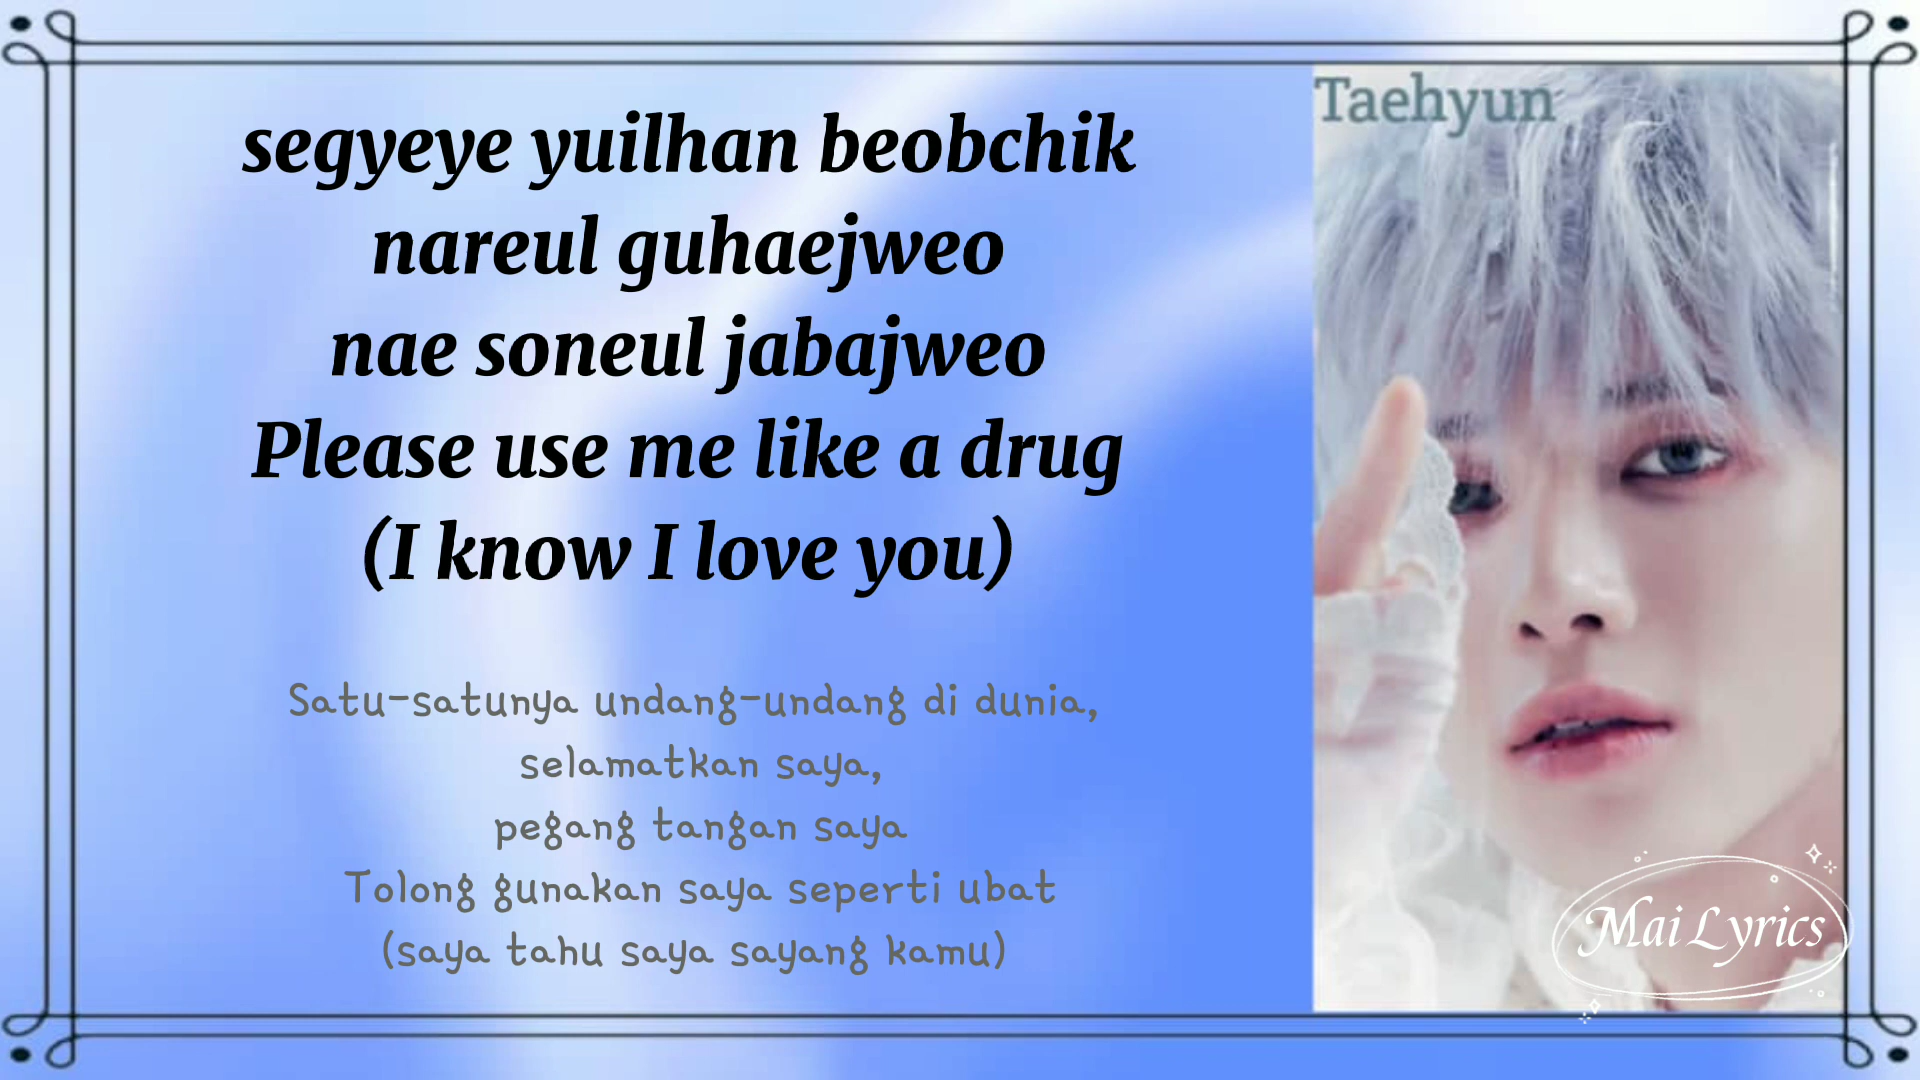 segyeye yuilhan beobchik
nareul guhaejweo
nae soneul jabajweo
Please use me like a drug
(I know I love you)
Satu-satunya undang-undang di dunia,
selamatkan saya,
pegang tangan saya
Tolong gunakan saya seperti ubat
(saya tahu saya sayang kamu)
Taehyun
Mai Lyrics